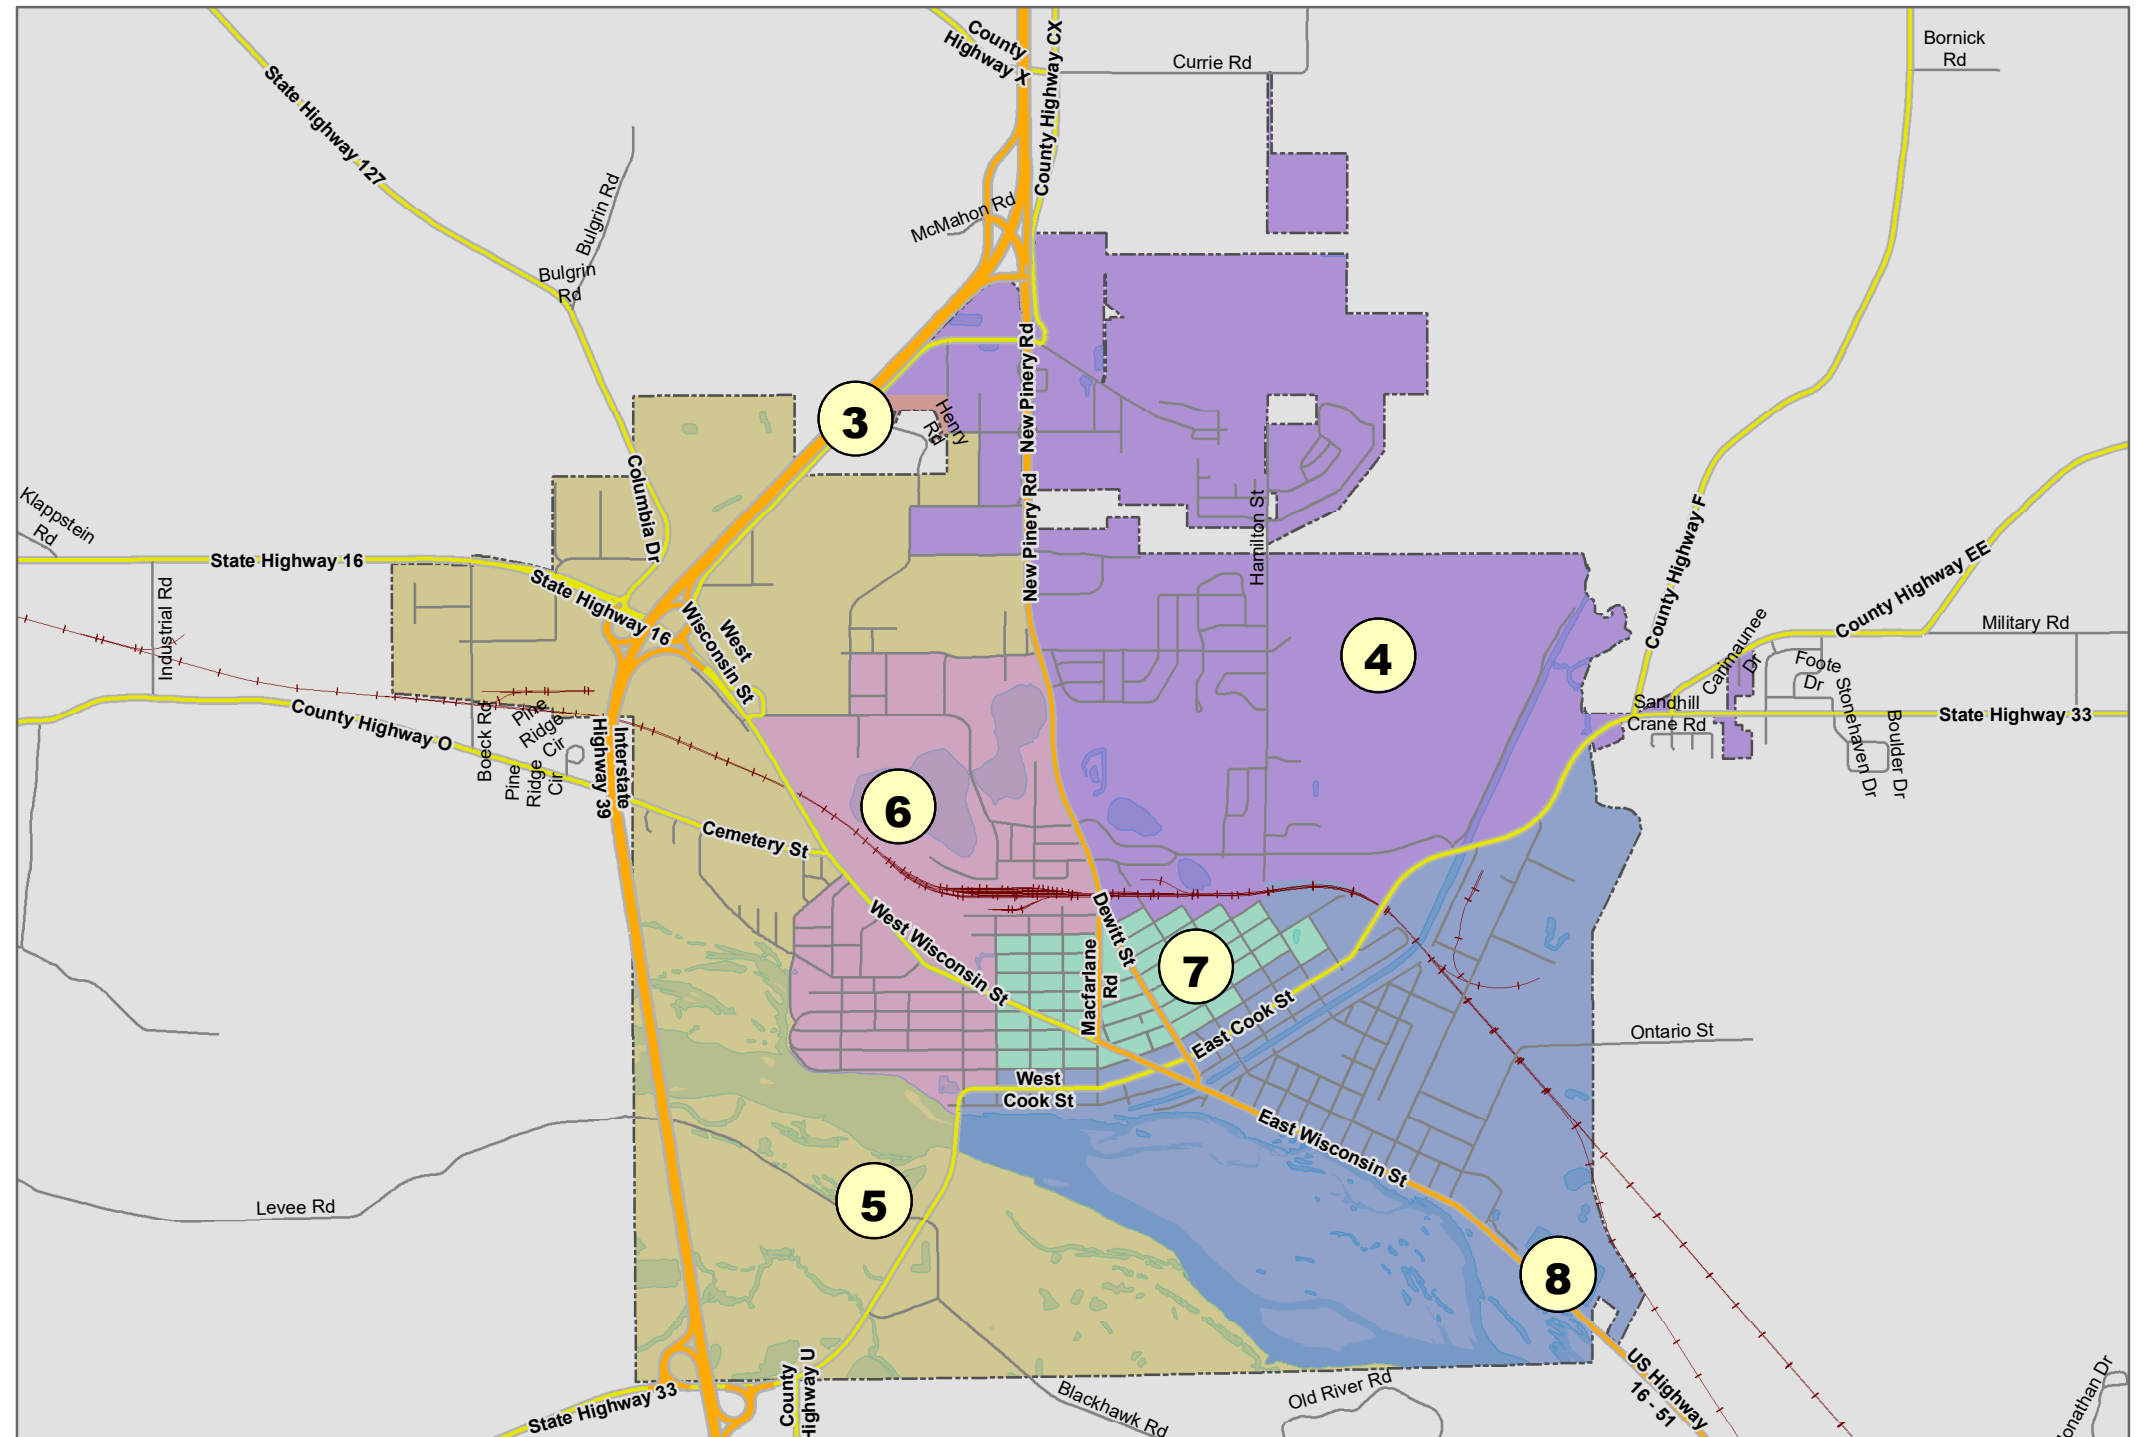 County
Highway X
County Highway CX
Currie Rd
Bornick
Rd
State Highway 127
Bulgrin Rd
McMahon Rd
Bulgrin
Rd
New Pinery Rd
3
Henry
Rd
Columbia Dr
New Pinery Rd
Hamilton St
Klappstein
Rd
State Highway 16
State Highway 16
Industrial Rd
West
Wisconsin St
4
County Highway F
County Highway EE
Military Rd
Carimaunee
Dr
Foote
Dr
Sandhill
Crane Rd
Stonehaven Dr
Boulder Dr
State Highway 33
County Highway O
Boeck Rd
Pine
Ridge
Cir
Pine
Ridge
Cir
Interstate
Highway 39
6
Cemetery St
West Wisconsin St
Dewitt St
Macfarlane
Rd
7
East Cook St
Ontario St
West
Cook St
East Wisconsin St
5
Levee Rd
8
State Highway 33
County
Highway U
Blackhawk Rd
Old River Rd
US Highway
16 - 51
onathan Dr